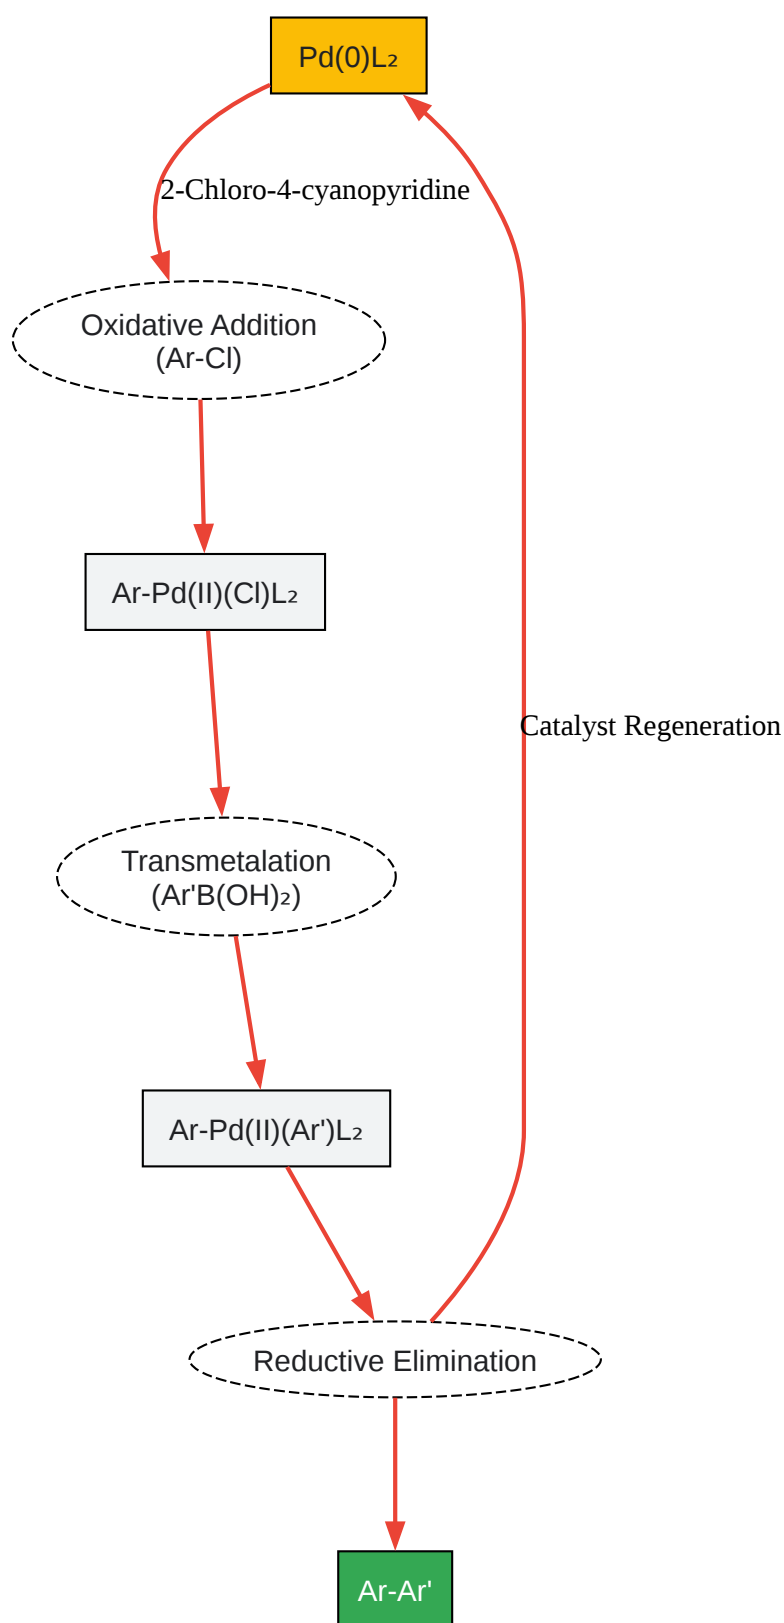 Pd(0)L₂
2-Chloro-4-cyanopyridine
Oxidative Addition
(Ar-Cl)
Ar-Pd(II)(Cl)L₂
Catalyst Regeneration
Transmetalation
(Ar'B(OH)₂)
Ar-Pd(II)(Ar')L₂
Reductive Elimination
Ar-Ar'